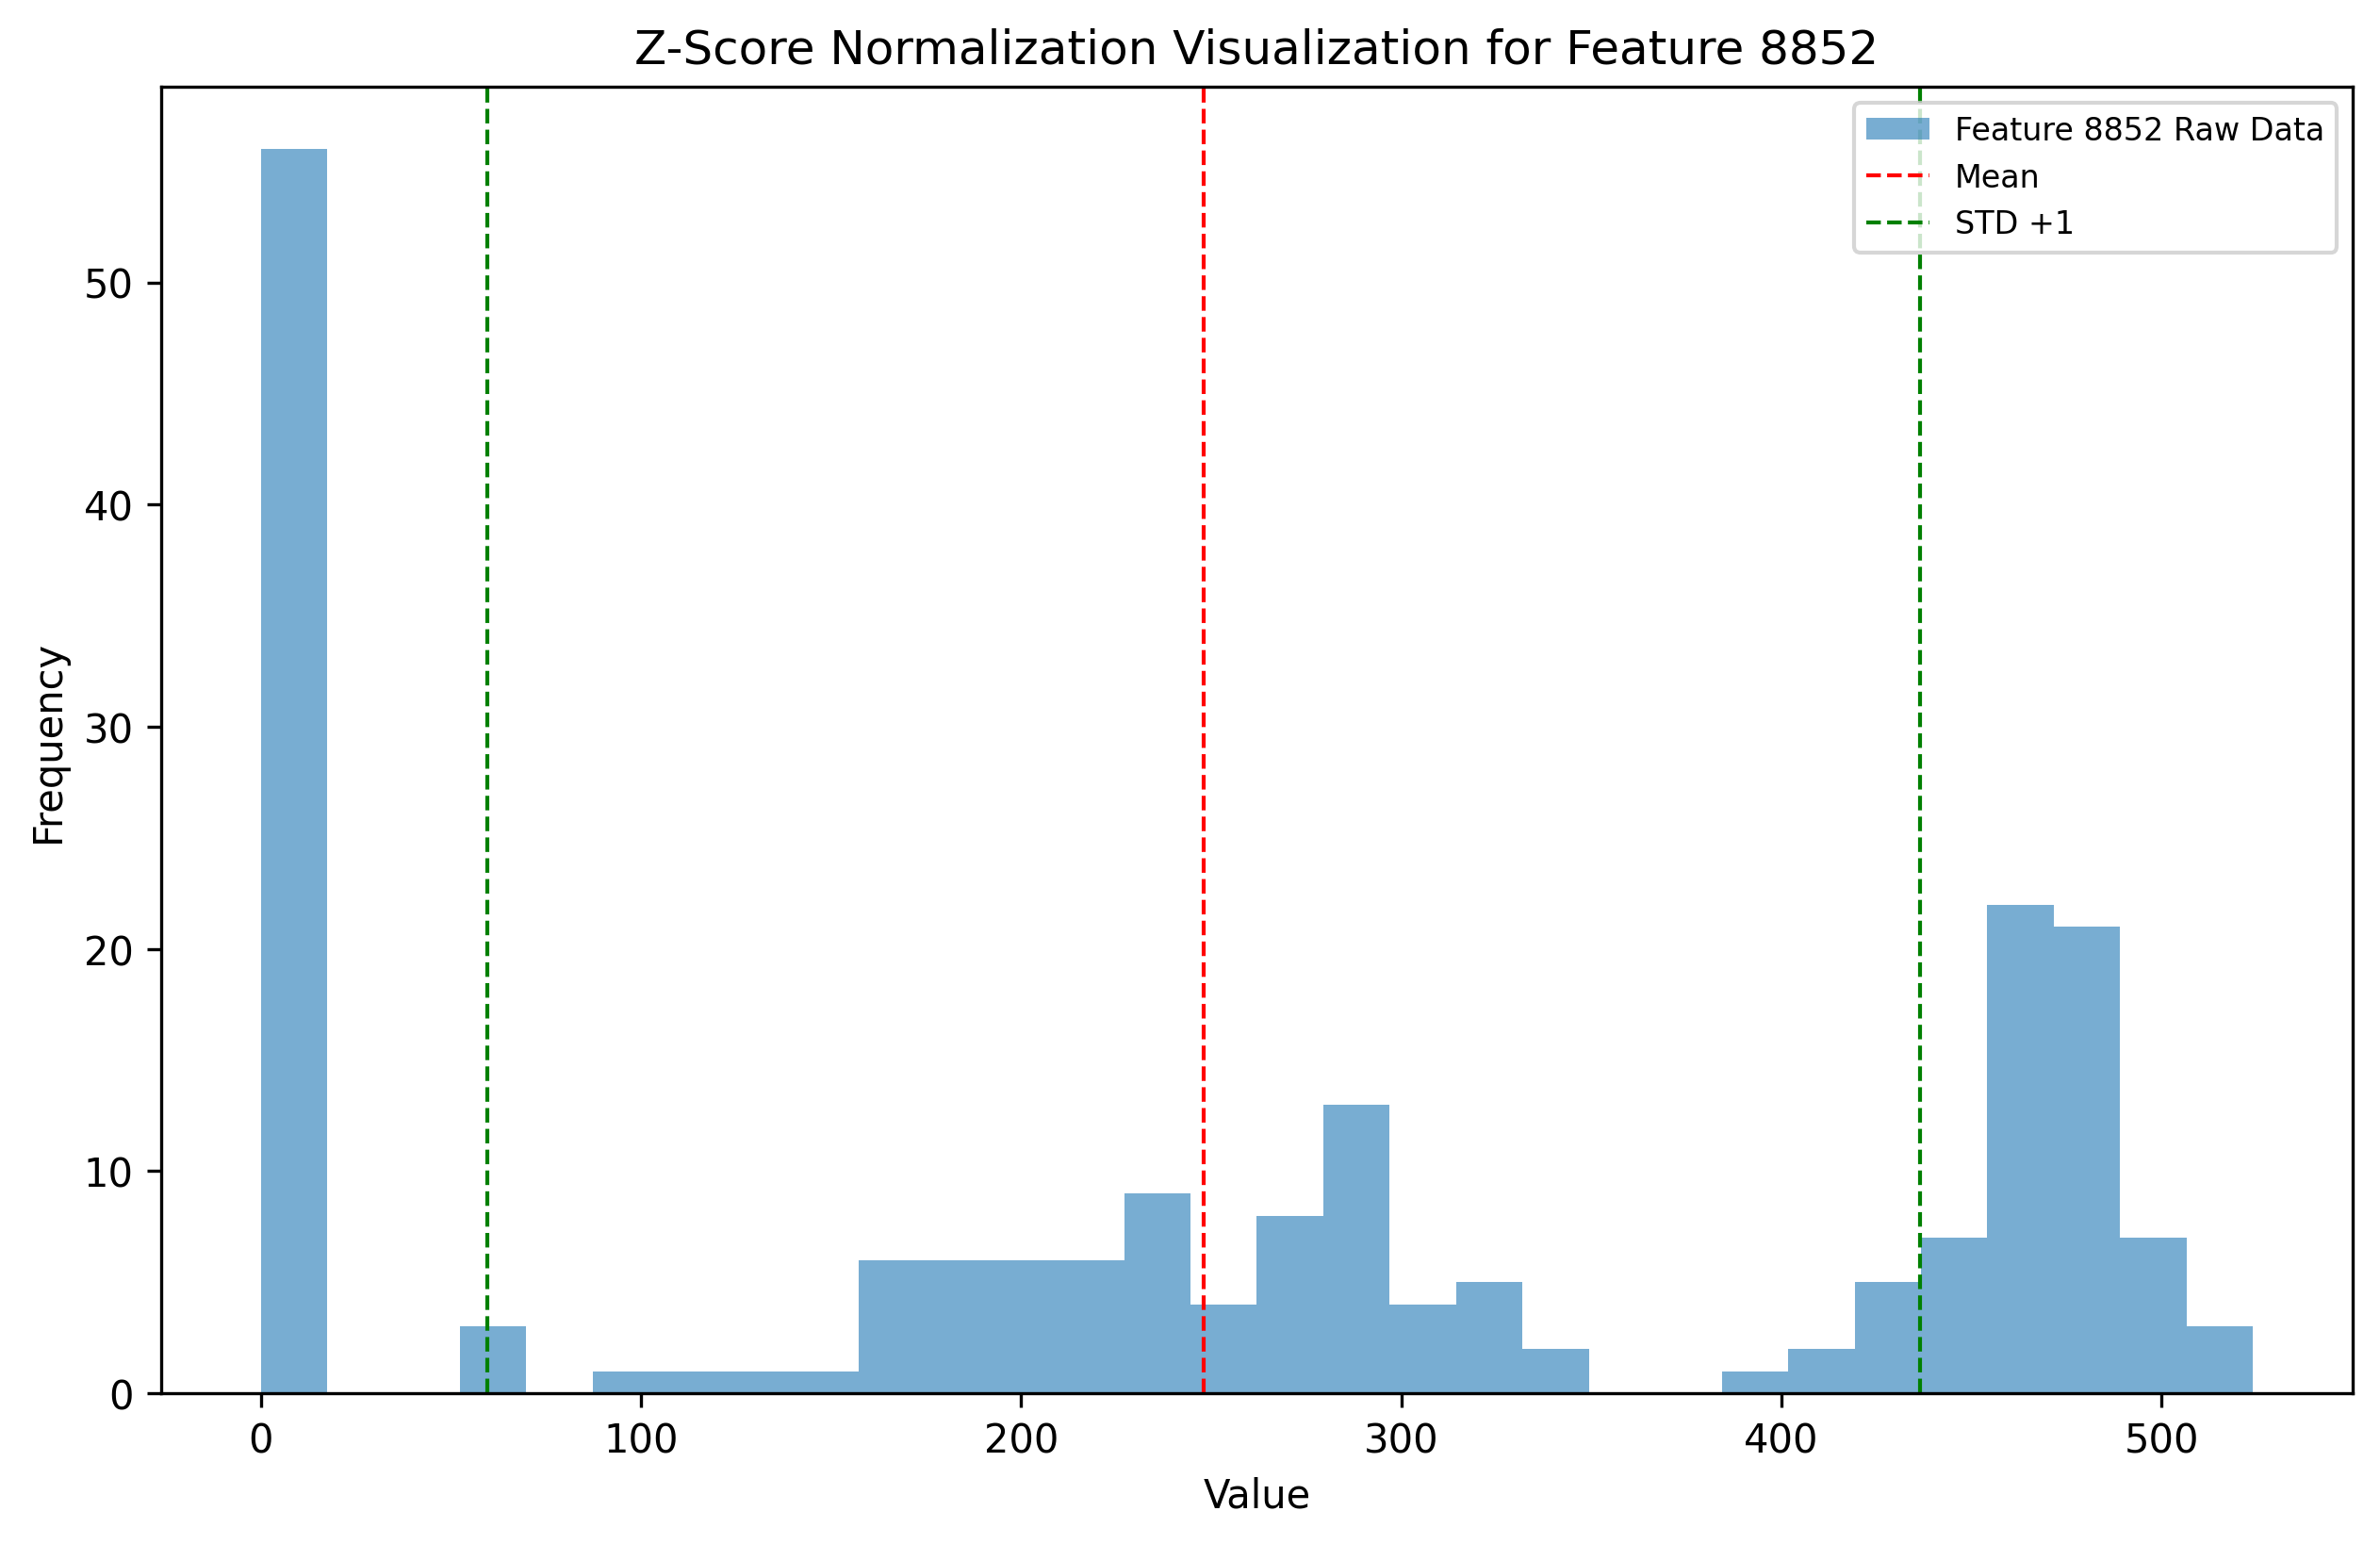 Z-Score Normalization Visualization for Feature 8852
Feature 8852 Raw Data
Mean
STD +1
Frequency
50
40
30
20
10
0
0 100 200 300 400 500
Value